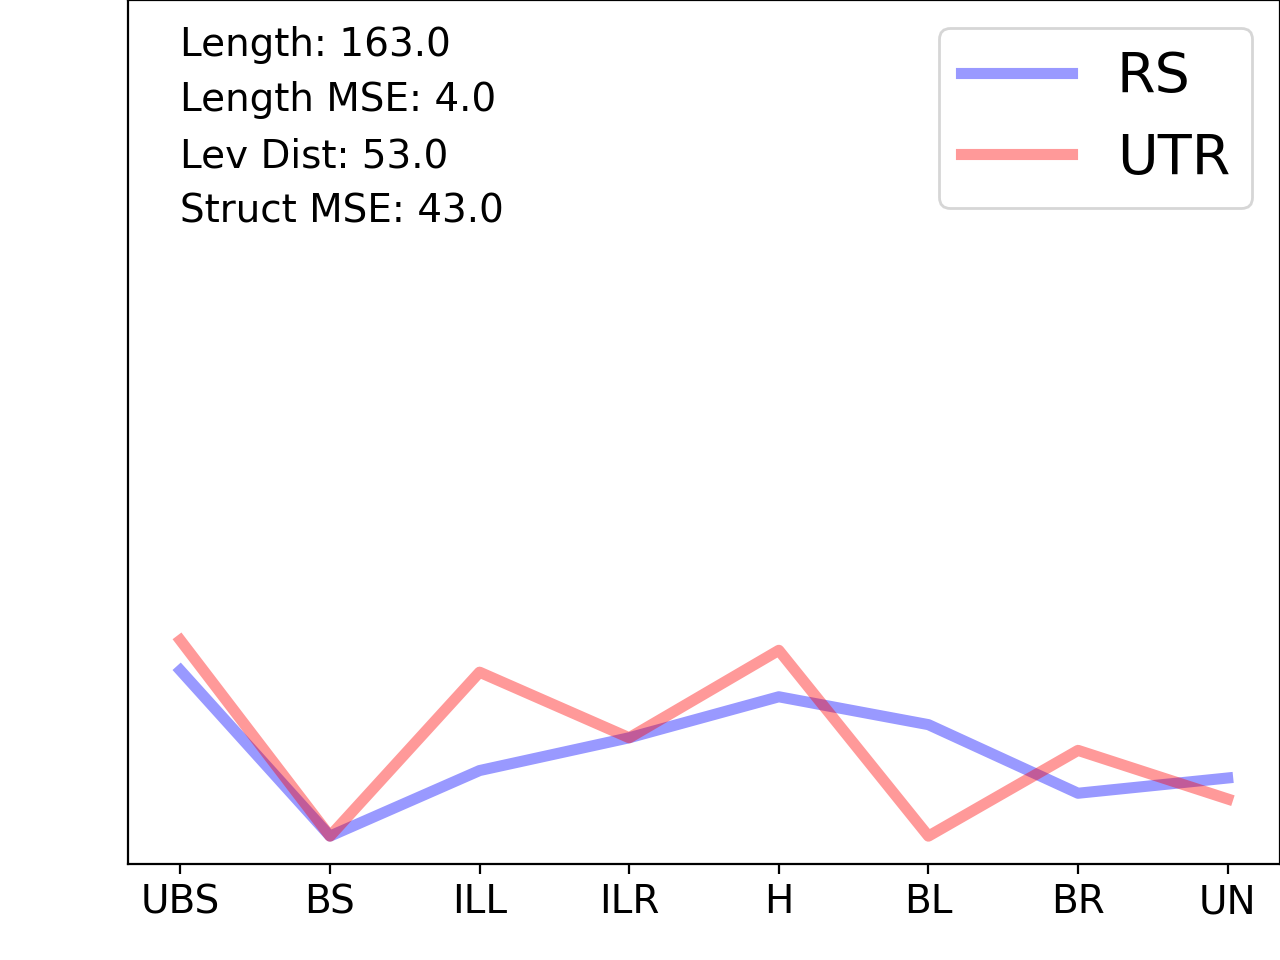 Length: 163.0
Length MSE: 4.0
Lev Dist: 53.0
Struct MSE: 43.0
RS
UTR
UBS BS ILL ILR H BL BR UN